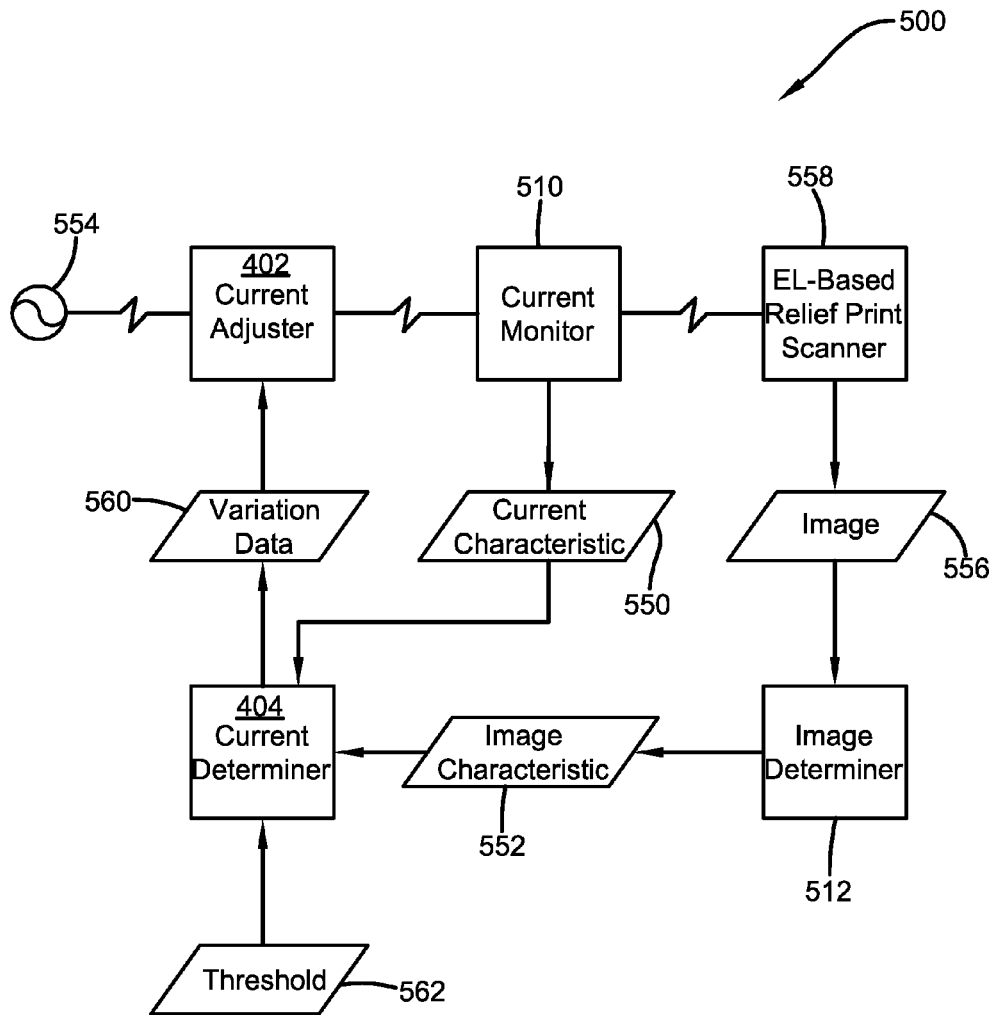 500
554
510
558
402
Current
Adjuster
Current
Monitor
EL-Based
Relief Print
Scanner
560
Variation
Data
Current
Characteristic
550
Image
556
404
Current
Determiner
Image
Characteristic
552
Image
Determiner
512
Threshold
562